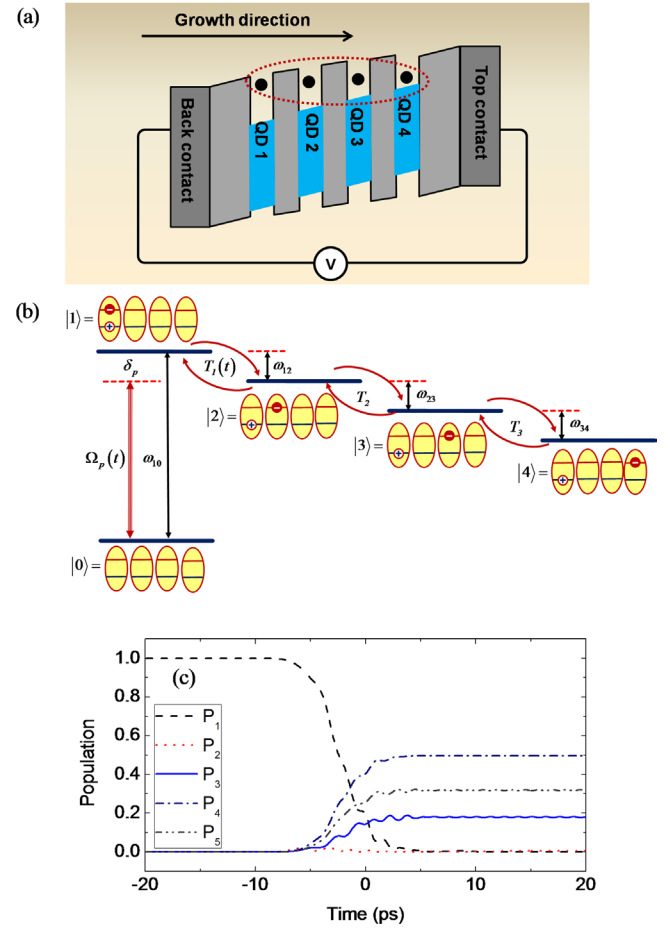 (a)
Growth direction
Back contact
QD 1
QD 2
QD 3
QD 4
Top contact
V
(b)
|1⟩=
δp
T1(t)
ω12
|2⟩=
T2
ω23
|3⟩=
T3
ω34
|4⟩=
Ωp(t)
ω10
|0⟩=
(c)
1.0
0.8
0.4
0.2
0.0
P1
P2
P3
P4
P5
Population
-20
-10
0
10
20
Time (ps)